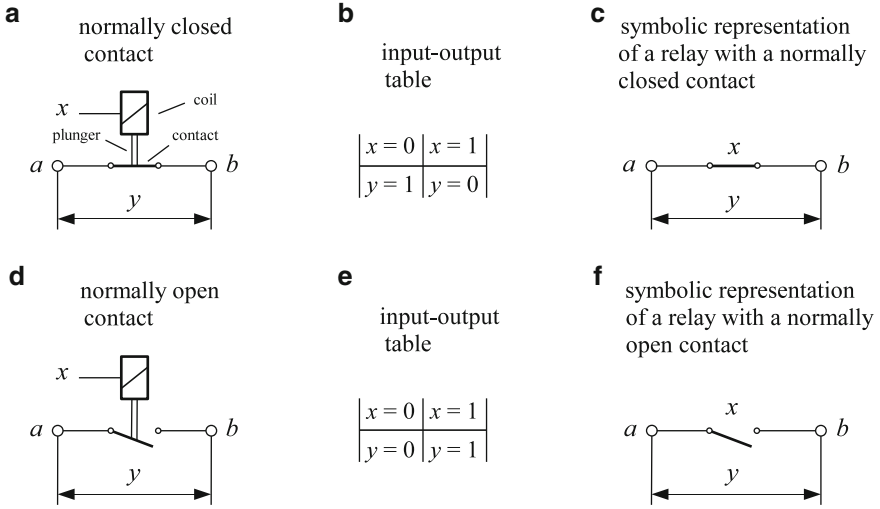 a
normally closed
contact
x
coil
plunger
contact
a
b
y
b
input-output
table
x = 0 x = 1
y = 1 y = 0
c
symbolic representation
of a relay with a normally
closed contact
x
a
b
y
d
normally open
contact
x
a
b
y
e
input-output
table
x = 0 x = 1
y = 0 y = 1
f
symbolic representation
of a relay with a normally
open contact
x
a
b
y